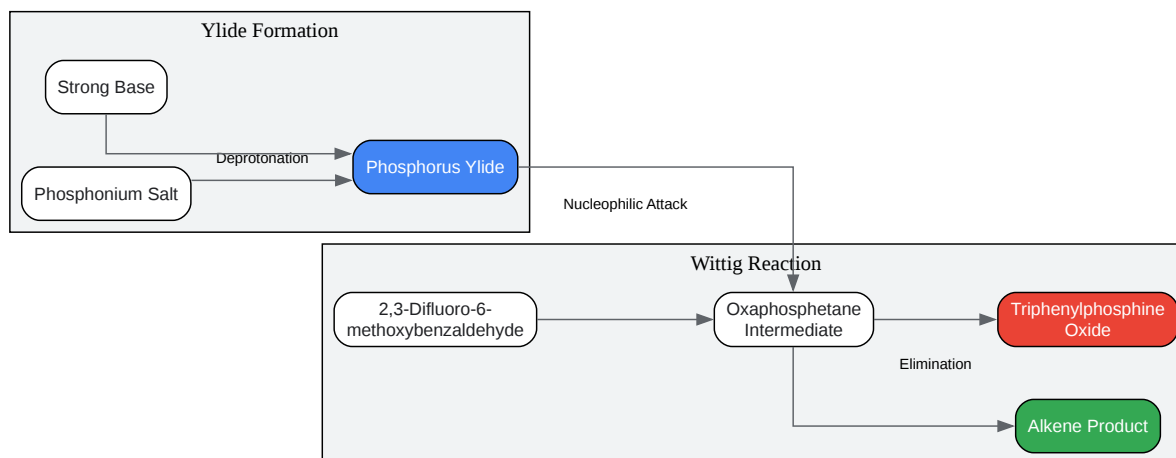 Ylide Formation
Strong Base
Deprotonation
Phosphorus Ylide
Phosphonium Salt
Nucleophilic Attack
Wittig Reaction
2,3-Difluoro-6-
methoxybenzaldehyde
Oxaphosphetane
Intermediate
Triphenylphosphine
Oxide
Elimination
Alkene Product